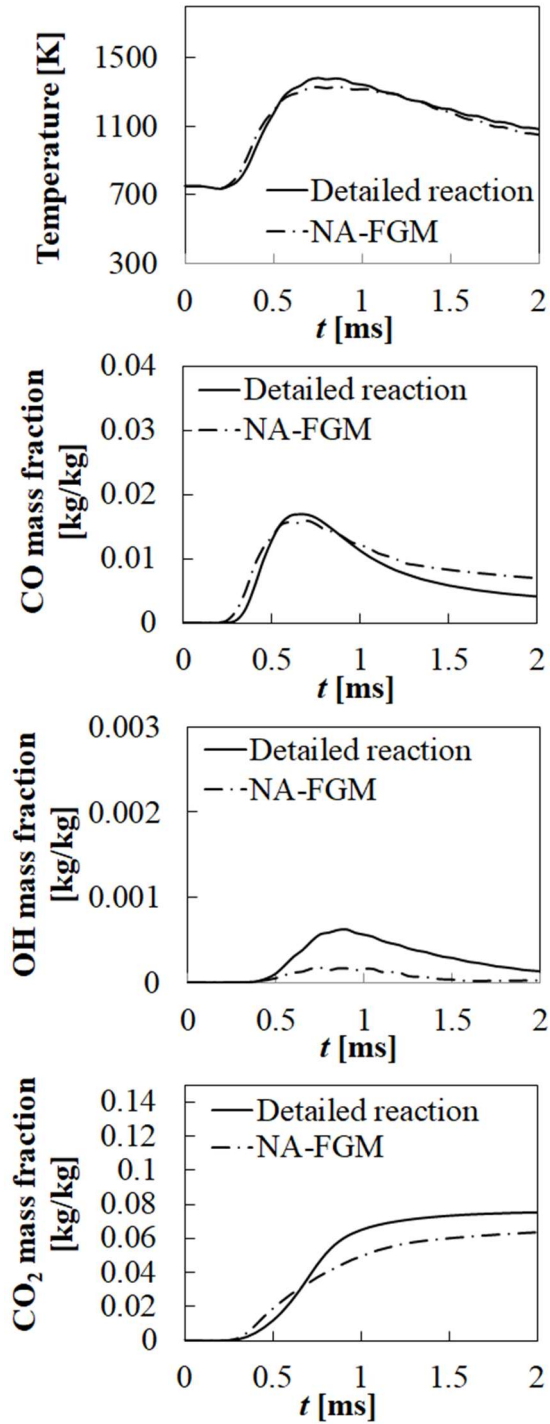 Temperature [K]
1500
1100
700
300
Detailed reaction
NA-FGM
0 0.5 1 1.5 2
t [ms]
CO mass fraction
[kg/kg]
0.04
0.03
0.02
0.01
0
Detailed reaction
NA-FGM
0 0.5 1 1.5 2
t [ms]
OH mass fraction
[kg/kg]
0.003
0.002
0.001
0
Detailed reaction
NA-FGM
0 0.5 1 1.5 2
t [ms]
CO₂ mass fraction
[kg/kg]
0.14
0.12
0.1
0.08
0.06
0.04
0.02
0
Detailed reaction
NA-FGM
0 0.5 1 1.5 2
t [ms]